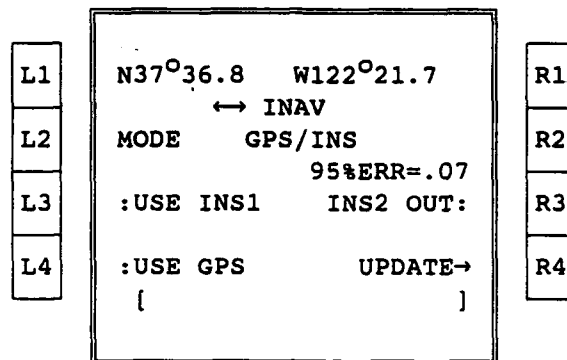 L1 N37°36.8 W122°21.7 R1
↔ INAV
L2 MODE GPS/INS R2
95%ERR=.07
L3 :USE INS1 INS2 OUT: R3
L4 :USE GPS UPDATE→ R4
[ ]